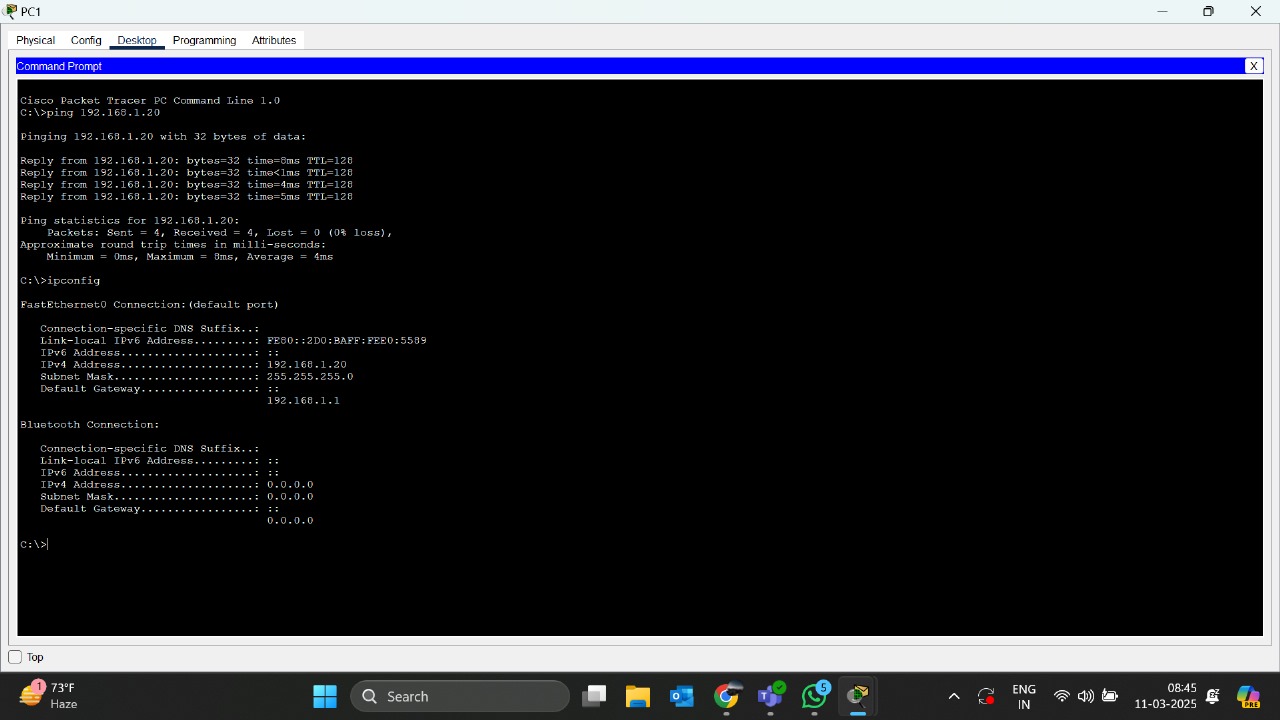 PC1
Physical Config Desktop Programming Attributes
Command Prompt
X
Cisco Packet Tracer PC Command Line 1.0
C:\>ping 192.168.1.20
Pinging 192.168.1.20 with 32 bytes of data:
Reply from 192.168.1.20: bytes=32 time=8ms TTL=128
Reply from 192.168.1.20: bytes=32 time<1ms TTL=128
Reply from 192.168.1.20: bytes=32 time=4ms TTL=128
Reply from 192.168.1.20: bytes=32 time=5ms TTL=128
Ping statistics for 192.168.1.20:
Packets: Sent = 4, Received = 4, Lost = 0 (0% loss),
Approximate round trip times in milli-seconds:
Minimum = 0ms, Maximum = 8ms, Average = 4ms
C:\>ipconfig
FastEthernet0 Connection:(default port)
Connection-specific DNS Suffix..:
Link-local IPv6 Address.........: FE80::2D0:BAFF:FEE0:5589
IPv6 Address....................: ::
IPv4 Address....................: 192.168.1.20
Subnet Mask.....................: 255.255.255.0
Default Gateway.................: ::
192.168.1.1
Bluetooth Connection:
Connection-specific DNS Suffix..:
Link-local IPv6 Address.........: ::
IPv6 Address....................: ::
IPv4 Address....................: 0.0.0.0
Subnet Mask.....................: 0.0.0.0
Default Gateway.................: ::
0.0.0.0
C:\>
Top
1
73°F
Haze
Search
5
ENG
IN
08:45
11-03-2025
PRE